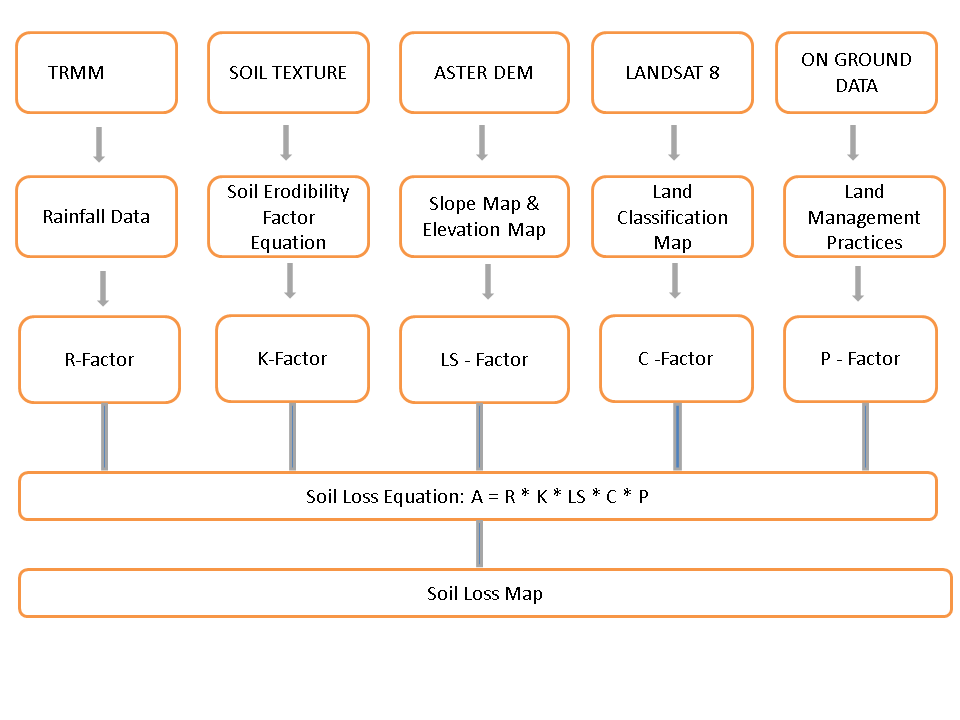 TRMM
SOIL TEXTURE
ASTER DEM
LANDSAT 8
ON GROUND
DATA
Rainfall Data
Soil Erodibility
Factor
Equation
Slope Map &
Elevation Map
Land
Classification
Map
Land
Management
Practices
R-Factor
K-Factor
LS - Factor
C -Factor
P - Factor
Soil Loss Equation: A = R * K * LS * C * P
Soil Loss Map